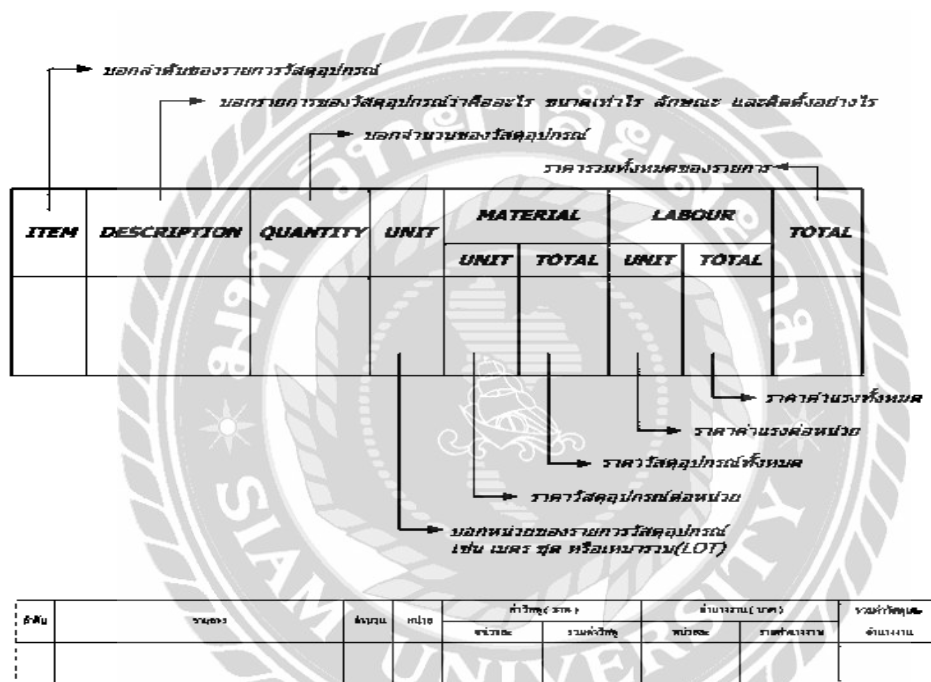 บอกลำดับของรายการวัสดุอุปกรณ์
บอกรายการของวัสดุอุปกรณ์ว่าคืออะไร ขนาดเท่าไร ลักษณะ และติดตั้งอย่างไร
บอกจำนวนของวัสดุอุปกรณ์
ราคารวมทั้งหมดของรายการ
ITEM DESCRIPTION QUANTITY UNIT MATERIAL LABOUR TOTAL
UNIT TOTAL UNIT TOTAL
ราคาค่าแรงทั้งหมด
ราคาค่าแรงต่อหน่วย
ราคาวัสดุอุปกรณ์ทั้งหมด
ราคาวัสดุอุปกรณ์ต่อหน่วย
บอกหน่วยของรายการวัสดุอุปกรณ์
เช่น เมตร ชุด หรือเหมารวม(LOT)
ลำดับ รายการ จำนวน หน่วย
มหาวิทยาลัยสยาม
SIAM UNIVERSITY